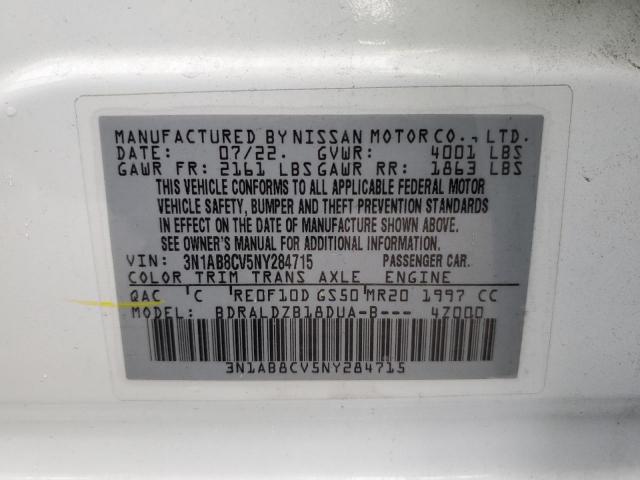 MANUFACTURED BY NISSAN MOTOR CO., LTD.
DATE: 07/22. GVWR: 4001 LBS
GAWR FR: 2161 LBS GAWR RR: 1863 LBS
THIS VEHICLE CONFORMS TO ALL APPLICABLE FEDERAL MOTOR
VEHICLE SAFETY, BUMPER AND THEFT PREVENTION STANDARDS
IN EFFECT ON THE DATE OF MANUFACTURE SHOWN ABOVE.
SEE OWNER'S MANUAL FOR ADDITIONAL INFORMATION.
VIN: 3N1AB8CV5NY284715 PASSENGER CAR.
COLOR TRIM TRANS AXLE ENGINE
QAC C RE0F10D GS50 MR20 1997 CC
MODEL: BDRALDZB18DUA-B--- 4Z000
3N1AB8CV5NY284715